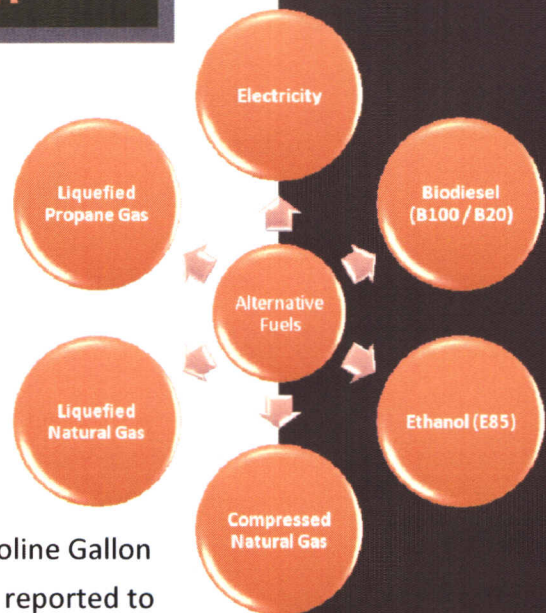 Electricity
Liquefied
Propane Gas
Biodiesel
(B100 / B20)
Alternative
Fuels
Liquefied
Natural Gas
Ethanol (E85)
Compressed
Natural Gas
Gallon
reported to